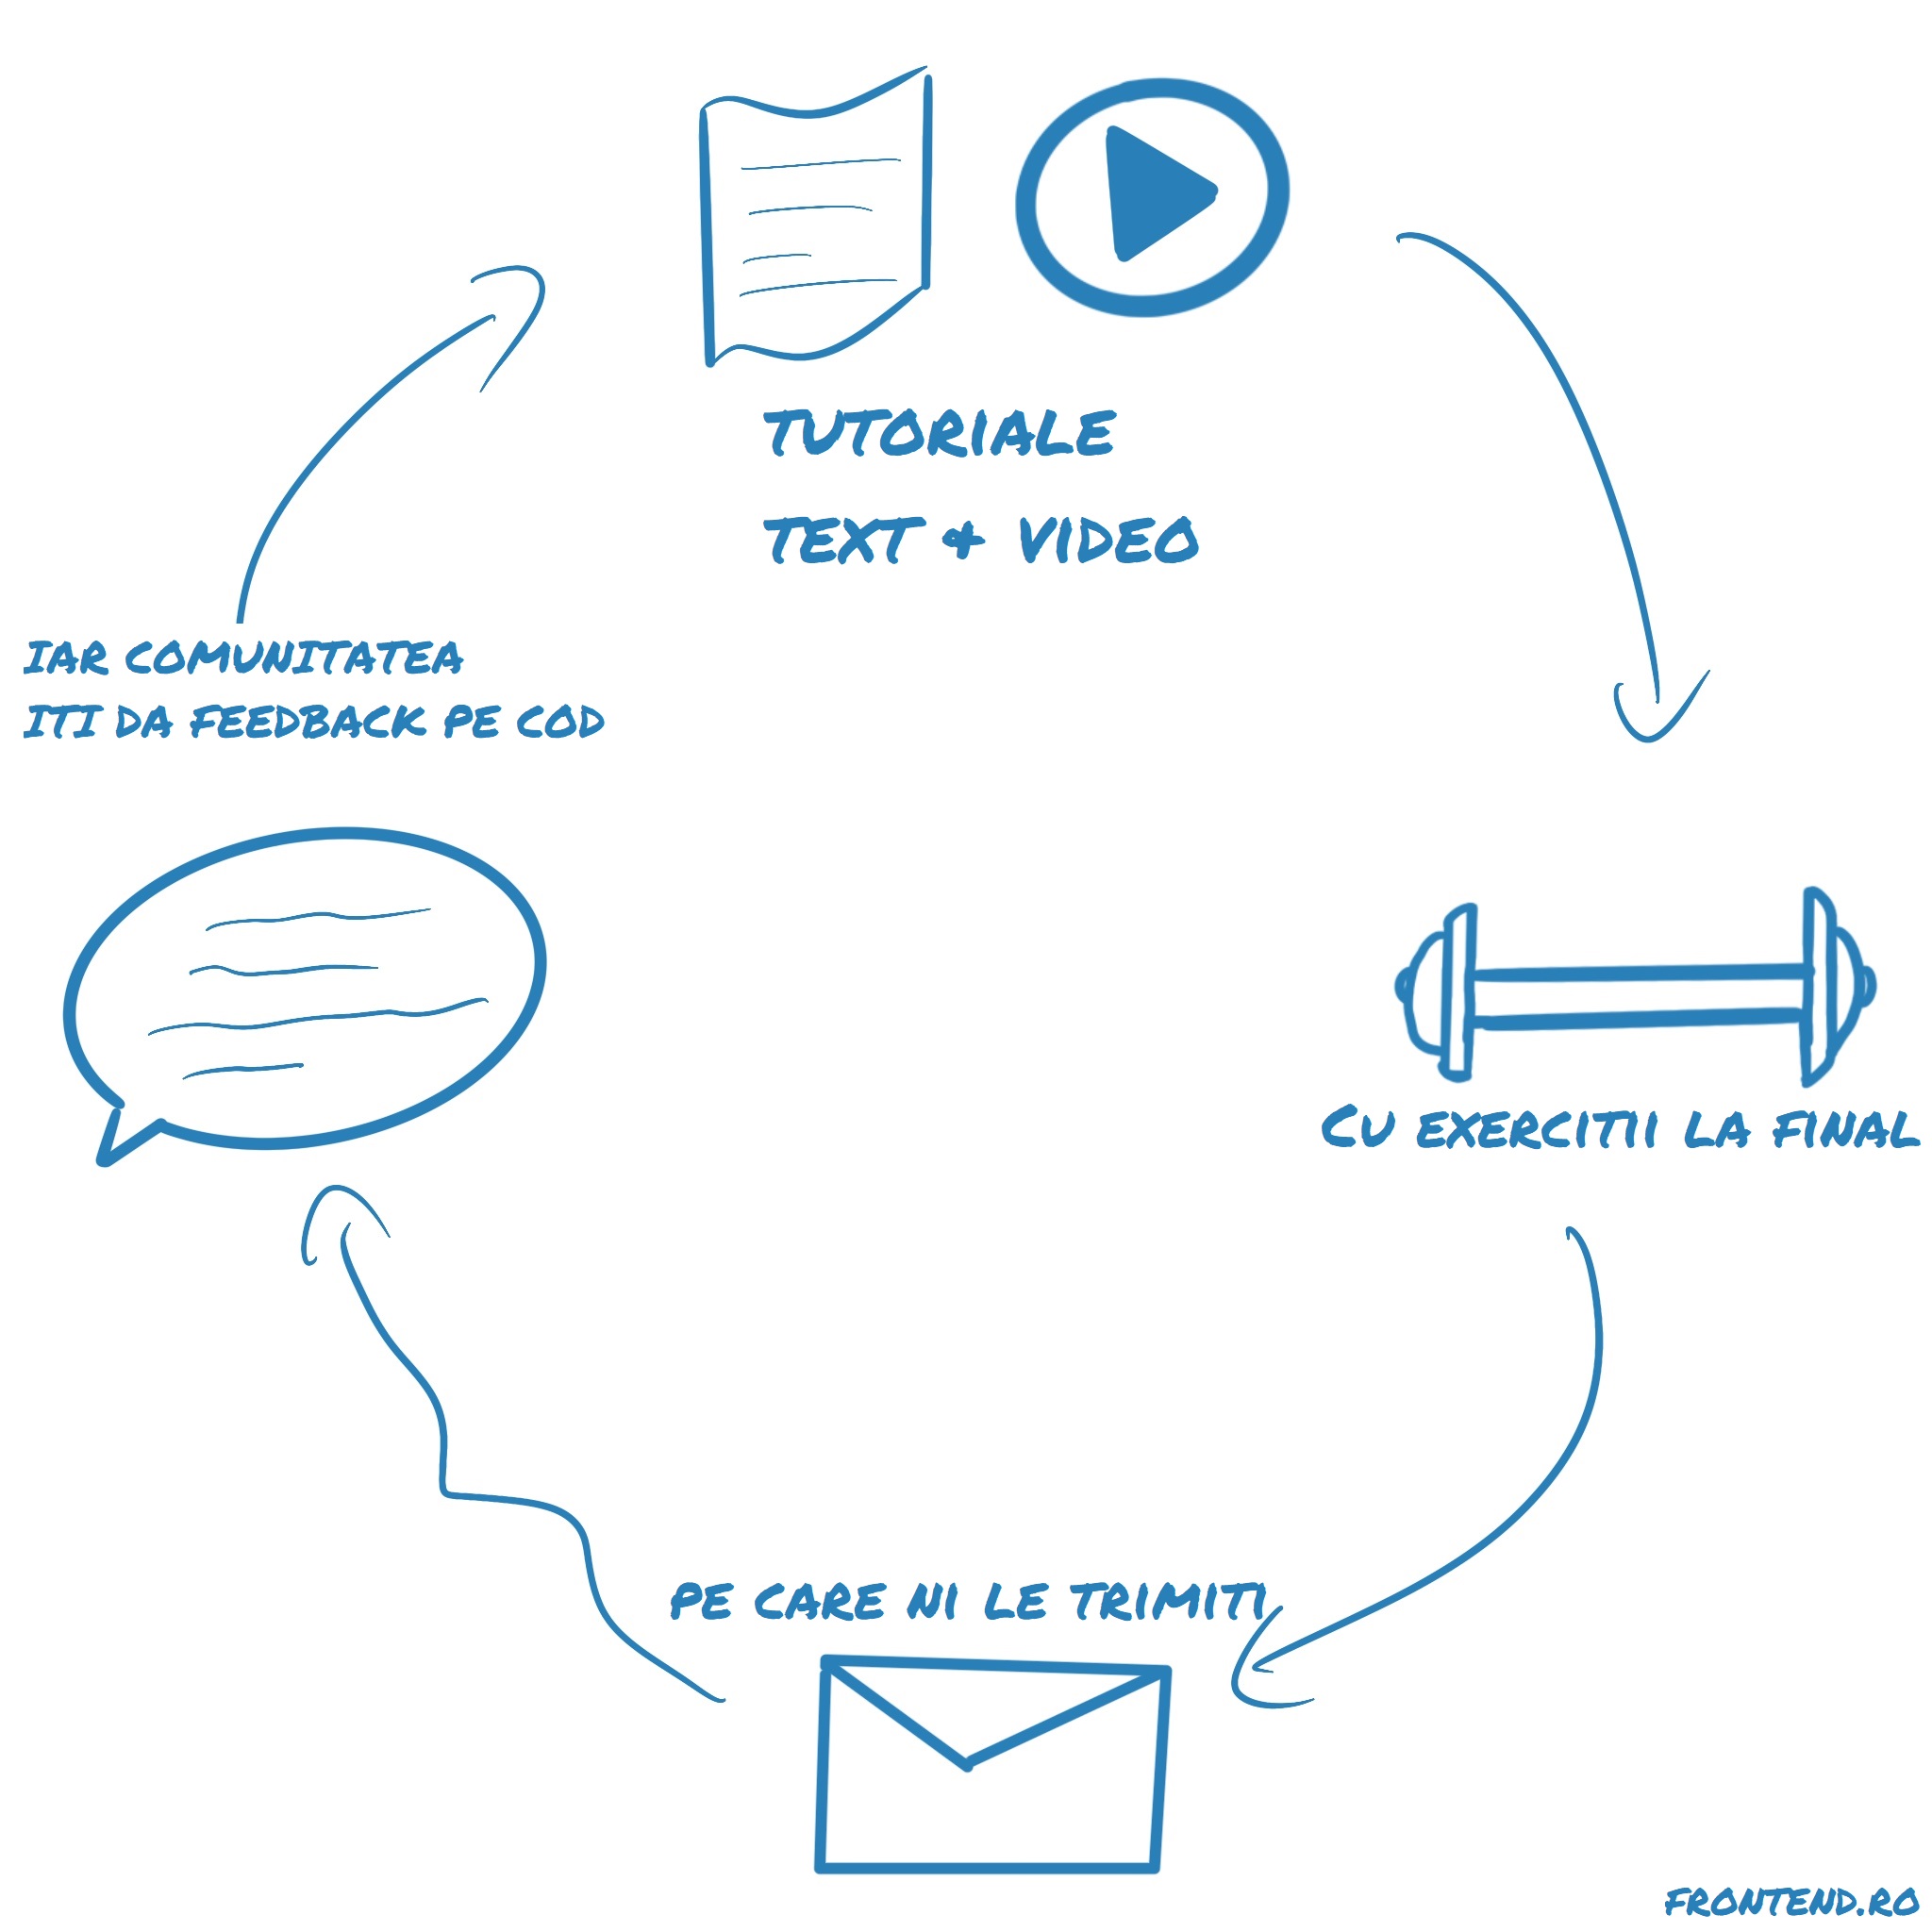 TUTORIALE
TEXT & VIDEO
CU EXERCITII LA FINAL
PE CARE NI LE TRIMITI
IAR COMUNITATEA
ITI DA FEEDBACK PE COD
FRONTEND.RO